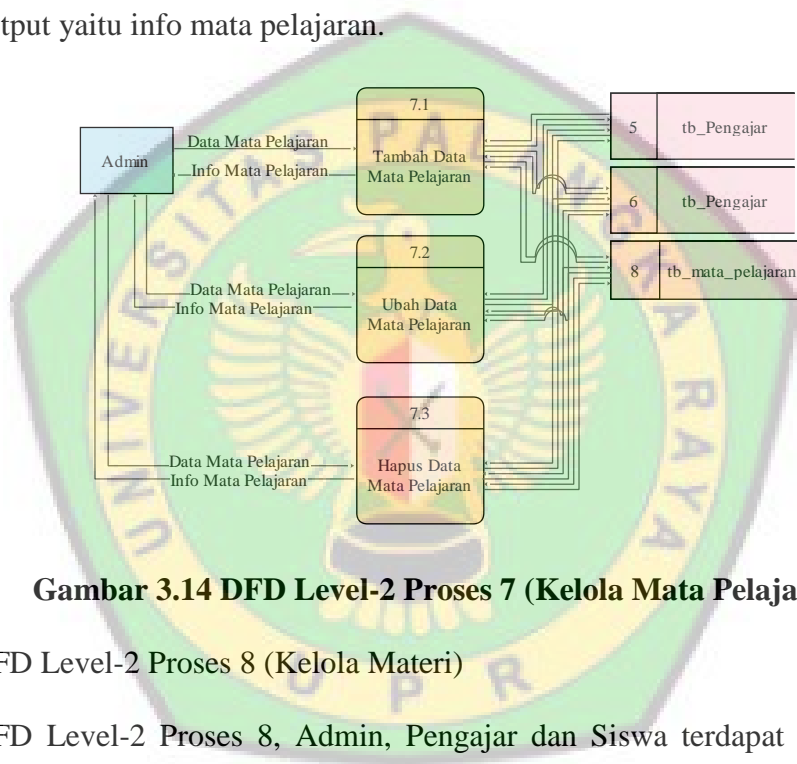 tput yaitu info mata pelajaran.
7.1
Tambah Data
Mata Pelajaran
Admin
Data Mata Pelajaran
Info Mata Pelajaran
5 tb_Pengajar
6 tb_Pengajar
8 tb_mata_pelajaran
7.2
Ubah Data
Mata Pelajaran
Data Mata Pelajaran
Info Mata Pelajaran
7.3
Hapus Data
Mata Pelajaran
Data Mata Pelajaran
Info Mata Pelajaran
UNIVERSITAS PALANGKA RAYA
UPR
Gambar 3.14 DFD Level-2 Proses 7 (Kelola Mata Pelaja
FD Level-2 Proses 8 (Kelola Materi)
FD Level-2 Proses 8, Admin, Pengajar dan Siswa terdapat